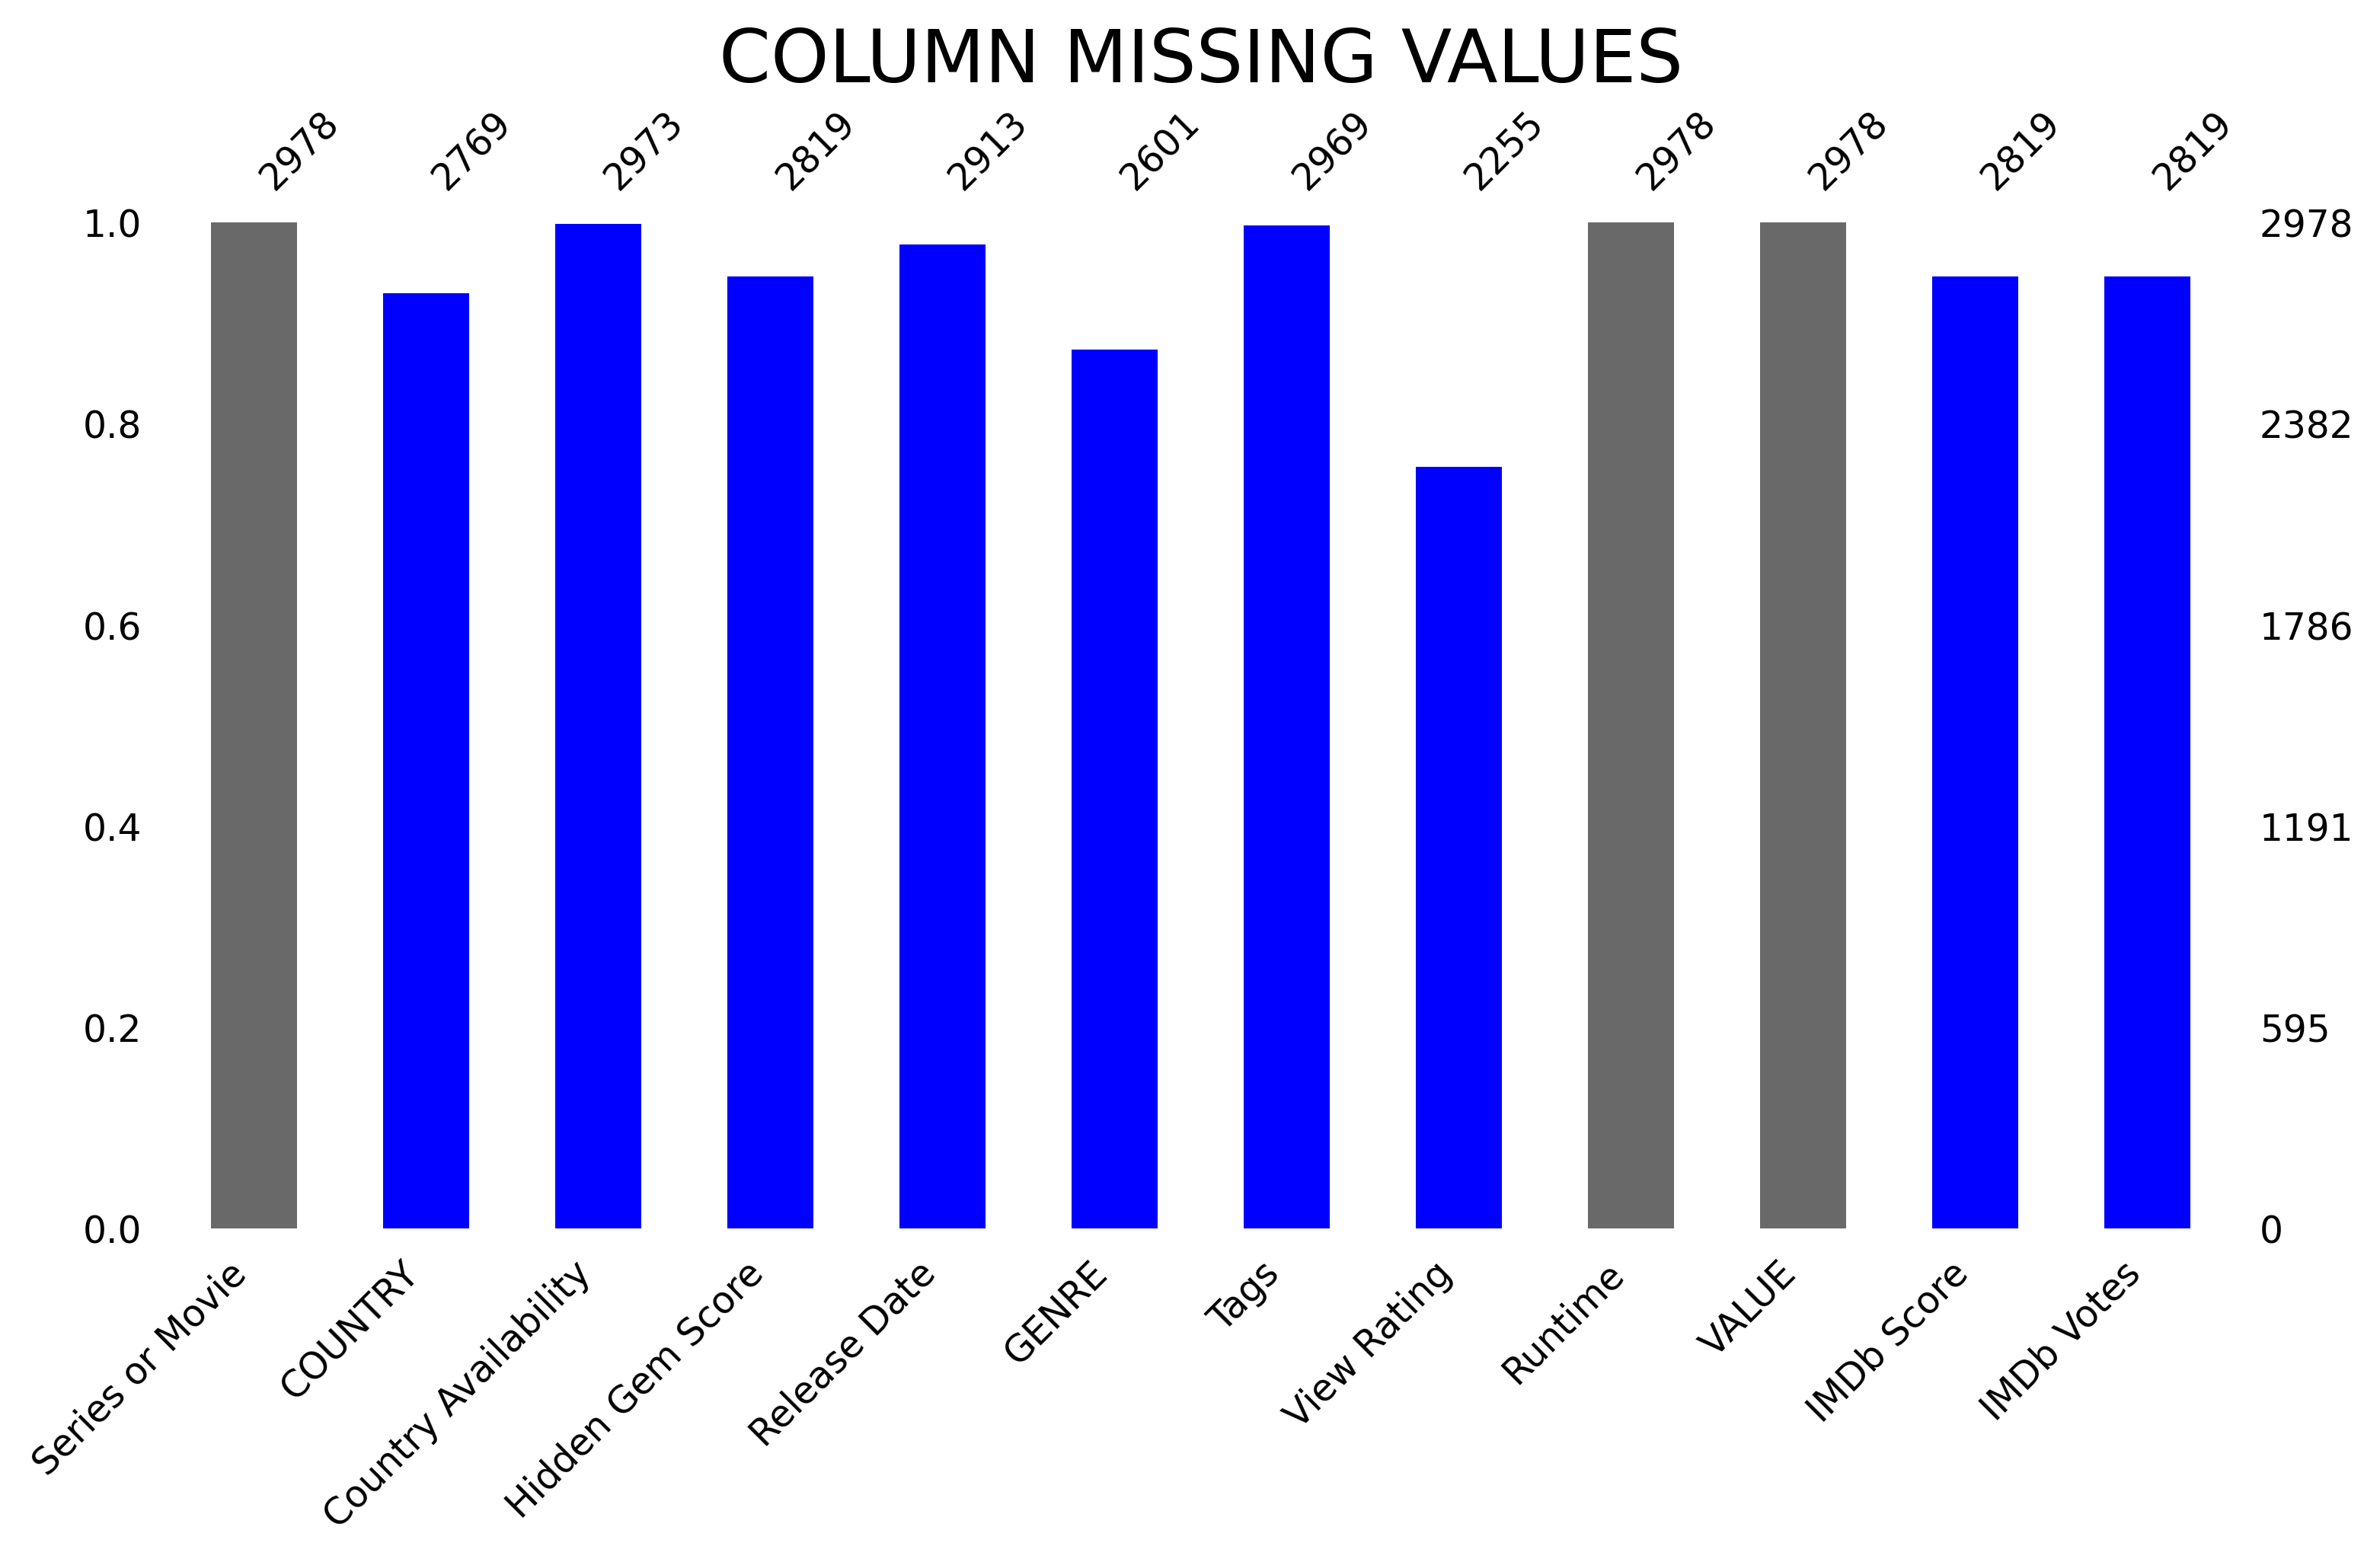 COLUMN MISSING VALUES
2978 2769 2973 2819 2913 2601 2969 2255 2978 2978 2819 2819
1.0 2978
0.8 2382
0.6 1786
0.4 1191
0.2 595
0.0 0
Series or Movie COUNTRY Country Availability Hidden Gem Score Release Date GENRE Tags View Rating Runtime VALUE IMDb Score IMDb Votes